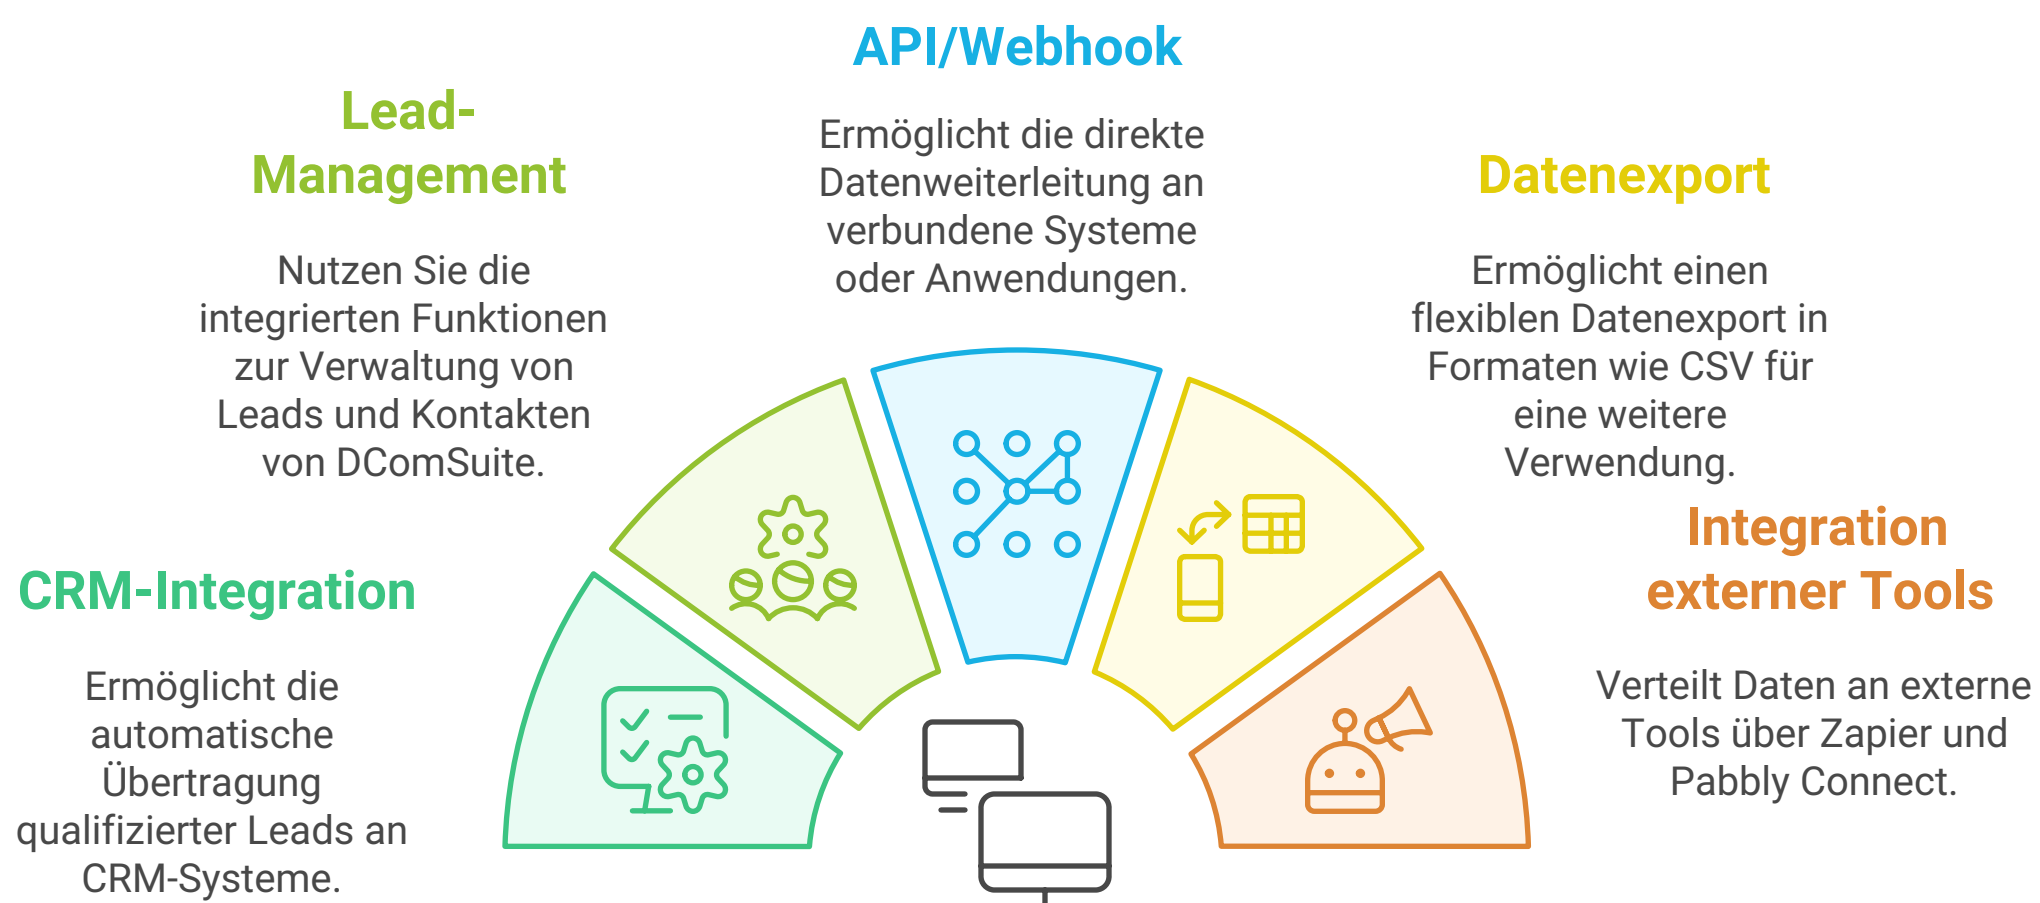 CRM-Integration
Ermöglicht die
automatische
Übertragung
qualifizierter Leads an
CRM-Systeme.
Lead-
Management
Nutzen Sie die
integrierten Funktionen
zur Verwaltung von
Leads und Kontakten
von DComSuite.
API/Webhook
Ermöglicht die direkte
Datenweiterleitung an
verbundene Systeme
oder Anwendungen.
Datenexport
Ermöglicht einen
flexiblen Datenexport in
Formaten wie CSV für
eine weitere
Verwendung.
Integration
externer Tools
Verteilt Daten an externe
Tools über Zapier und
Pabbly Connect.